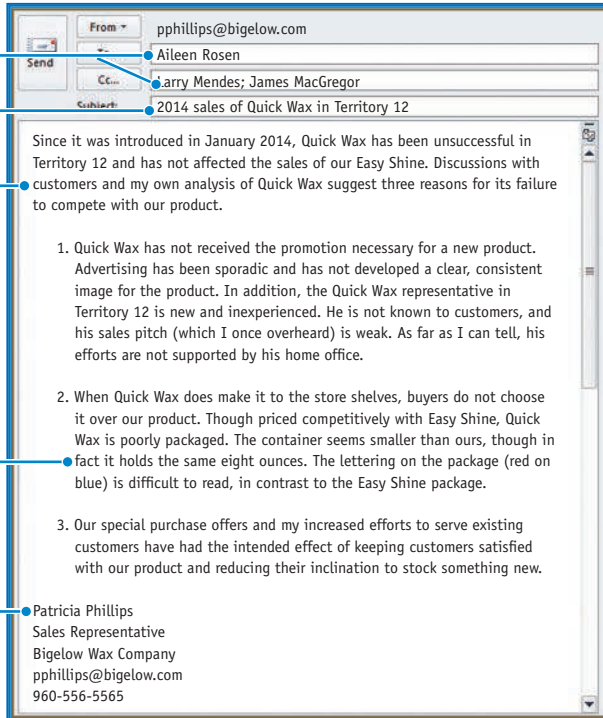 From
pphillips@bigelow.com
Send
To...
Aileen Rosen
Cc...
Larry Mendes; James MacGregor
Subject:
2014 sales of Quick Wax in Territory 12
Since it was introduced in January 2014, Quick Wax has been unsuccessful in
Territory 12 and has not affected the sales of our Easy Shine. Discussions with
customers and my own analysis of Quick Wax suggest three reasons for its failure
to compete with our product.
1. Quick Wax has not received the promotion necessary for a new product.
Advertising has been sporadic and has not developed a clear, consistent
image for the product. In addition, the Quick Wax representative in
Territory 12 is new and inexperienced. He is not known to customers, and
his sales pitch (which I once overheard) is weak. As far as I can tell, his
efforts are not supported by his home office.
2. When Quick Wax does make it to the store shelves, buyers do not choose
it over our product. Though priced competitively with Easy Shine, Quick
Wax is poorly packaged. The container seems smaller than ours, though in
fact it holds the same eight ounces. The lettering on the package (red on
blue) is difficult to read, in contrast to the Easy Shine package.
3. Our special purchase offers and my increased efforts to serve existing
customers have had the intended effect of keeping customers satisfied
with our product and reducing their inclination to stock something new.
Patricia Phillips
Sales Representative
Bigelow Wax Company
pphillips@bigelow.com
960-556-5565